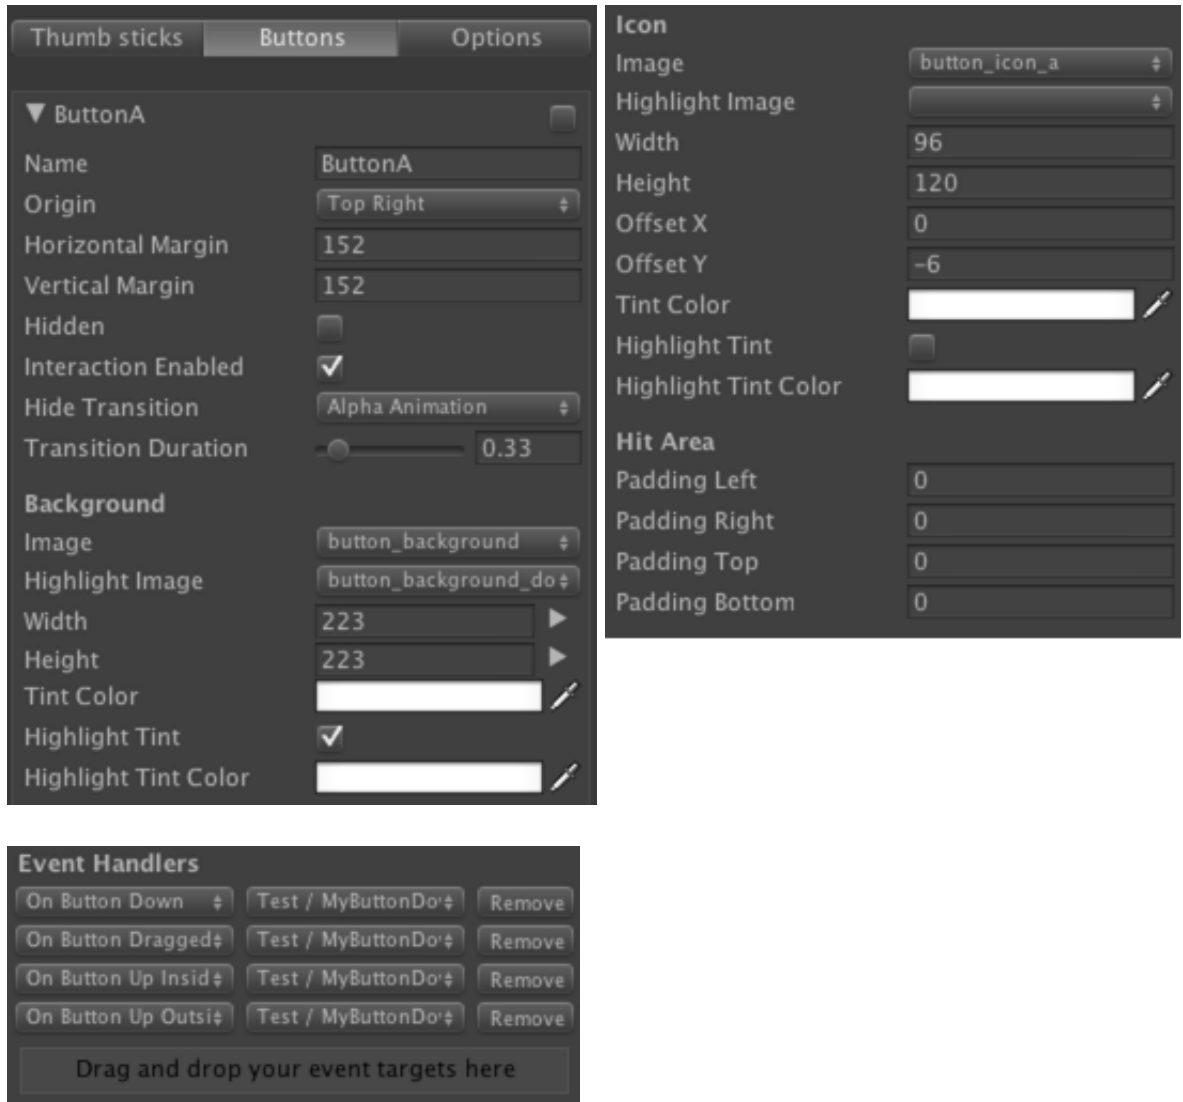 Thumb sticks Buttons Options
ButtonA
Name ButtonA
Origin Top Right
Horizontal Margin 152
Vertical Margin 152
Hidden
Interaction Enabled
Hide Transition Alpha Animation
Transition Duration 0.33
Background
Image button_background
Highlight Image button_background_do
Width 223
Height 223
Tint Color
Highlight Tint
Highlight Tint Color
Icon
Image button_icon_a
Highlight Image
Width 96
Height 120
Offset X 0
Offset Y -6
Tint Color
Highlight Tint
Highlight Tint Color
Hit Area
Padding Left 0
Padding Right 0
Padding Top 0
Padding Bottom 0
Event Handlers
On Button Down Test / MyButtonDo Remove
On Button Dragged Test / MyButtonDo Remove
On Button Up Insid Test / MyButtonDo Remove
On Button Up Outsi Test / MyButtonDo Remove
Drag and drop your event targets here